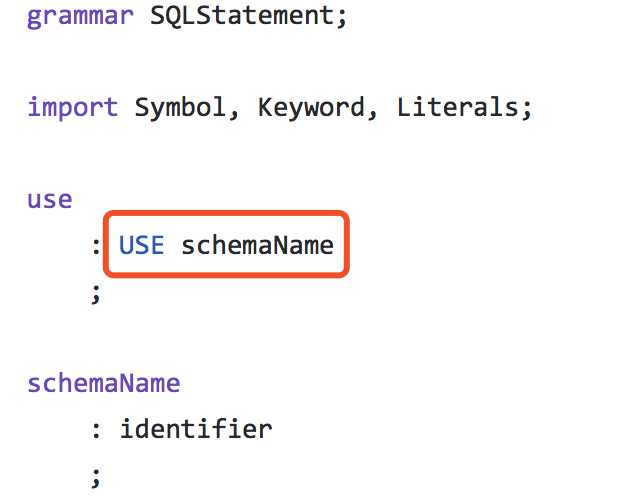 grammar SQLStatement;
import Symbol, Keyword, Literals;
use
: USE schemaName
;
schemaName
: identifier
;